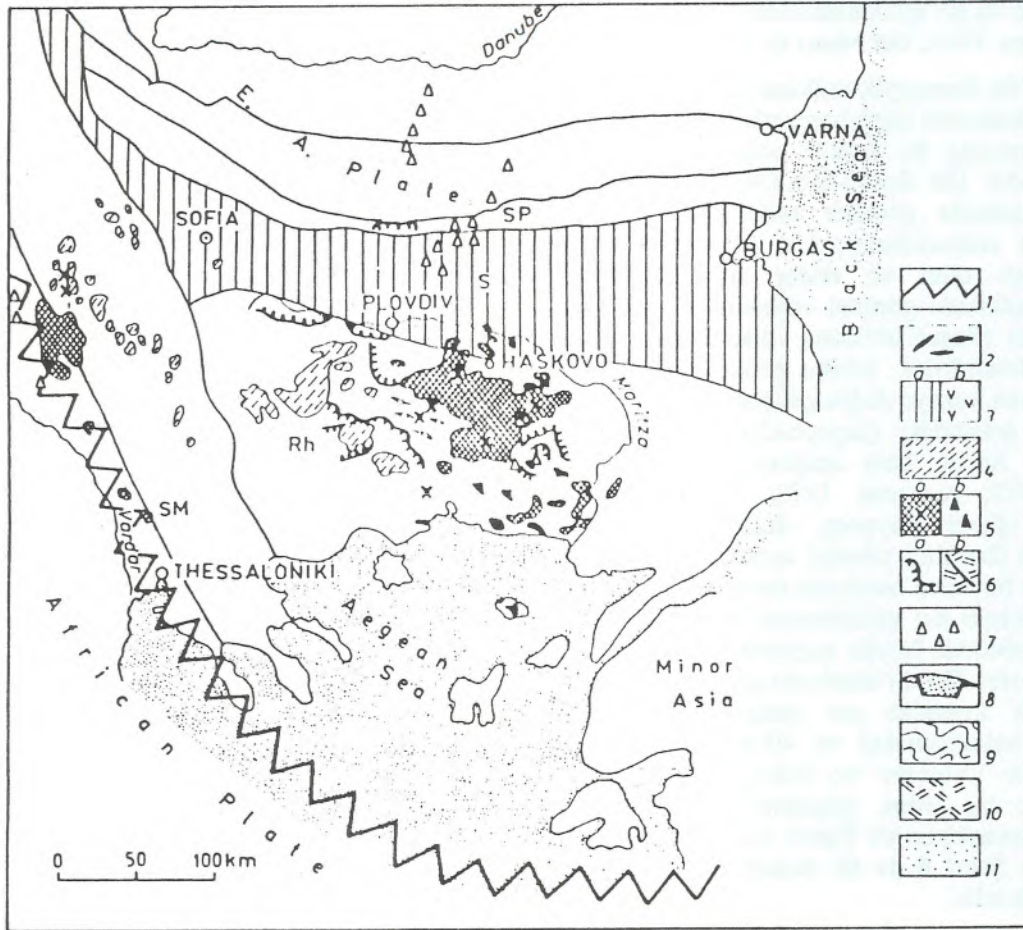 Danube
E. A. Plate
VARNA
SOFIA
SP
BURGAS
Black Sea
S
PLOVDIV
HASKOVO
Maritza
Rh
SM
Vardar
THESSALONIKI
Aegean
Sea
Minor
Asia
African Plate
0 50 100km
1
2
a b
3
4
a b
5
a b
6
7
8
9
10
11